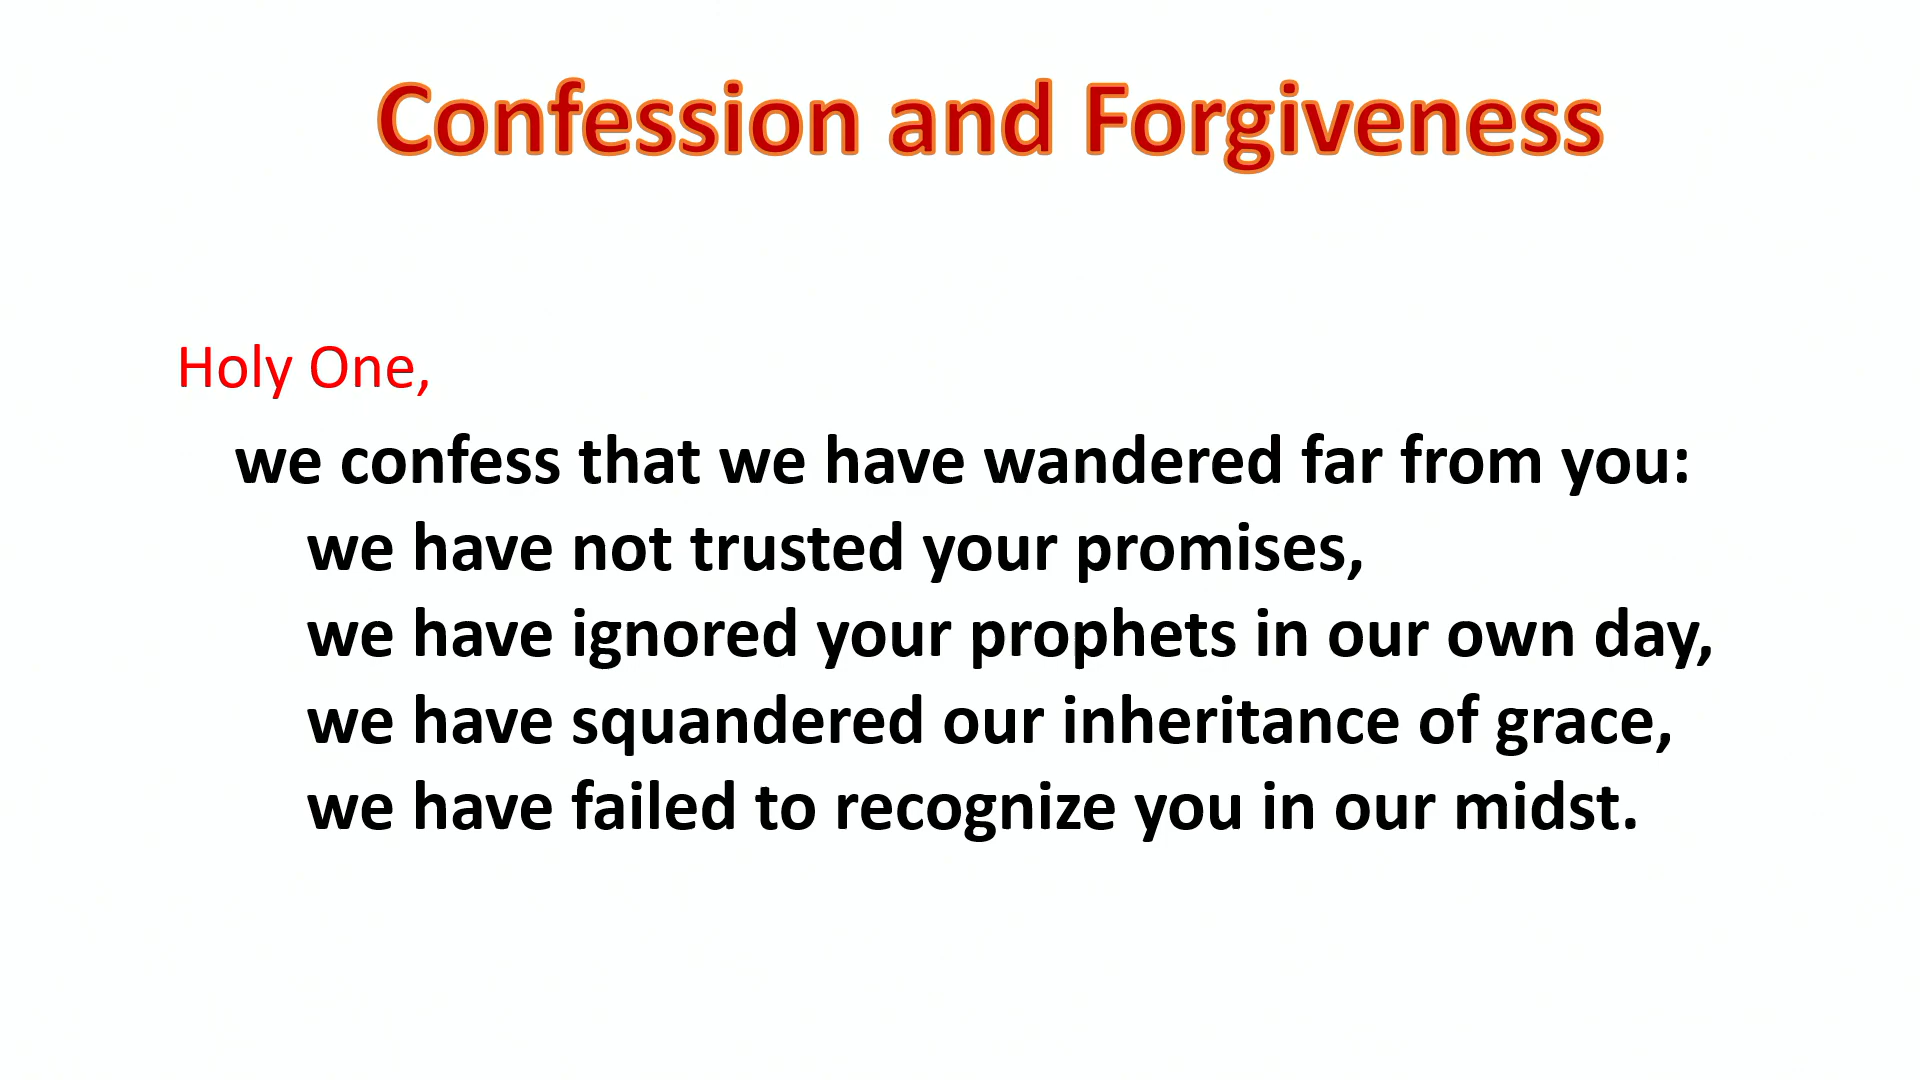 Confession and Forgiveness
Holy One,
we confess that we have wandered far from you:
we have not trusted your promises,
we have ignored your prophets in our own day,
we have squandered our inheritance of grace,
we have failed to recognize you in our midst.